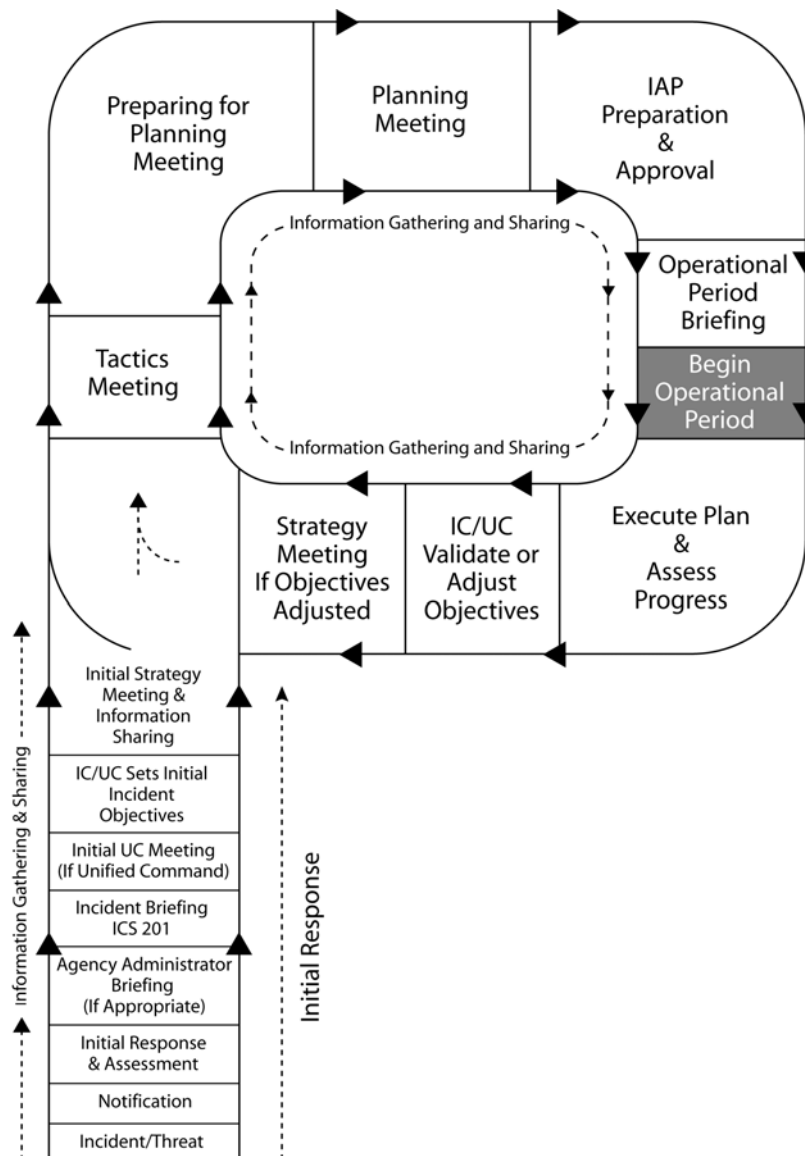 Preparing for
Planning
Meeting
Planning
Meeting
IAP
Preparation
&
Approval
Information Gathering and Sharing
Operational
Period
Briefing
Tactics
Meeting
Begin
Operational
Period
Information Gathering and Sharing
Strategy
Meeting
If Objectives
Adjusted
IC/UC
Validate or
Adjust
Objectives
Execute Plan
&
Assess
Progress
Initial Strategy
Meeting &
Information
Sharing
IC/UC Sets Initial
Incident
Objectives
Initial UC Meeting
(If Unified Command)
Incident Briefing
ICS 201
Agency Administrator
Briefing
(If Appropriate)
Initial Response
& Assessment
Notification
Incident/Threat
Information Gathering & Sharing
Initial Response